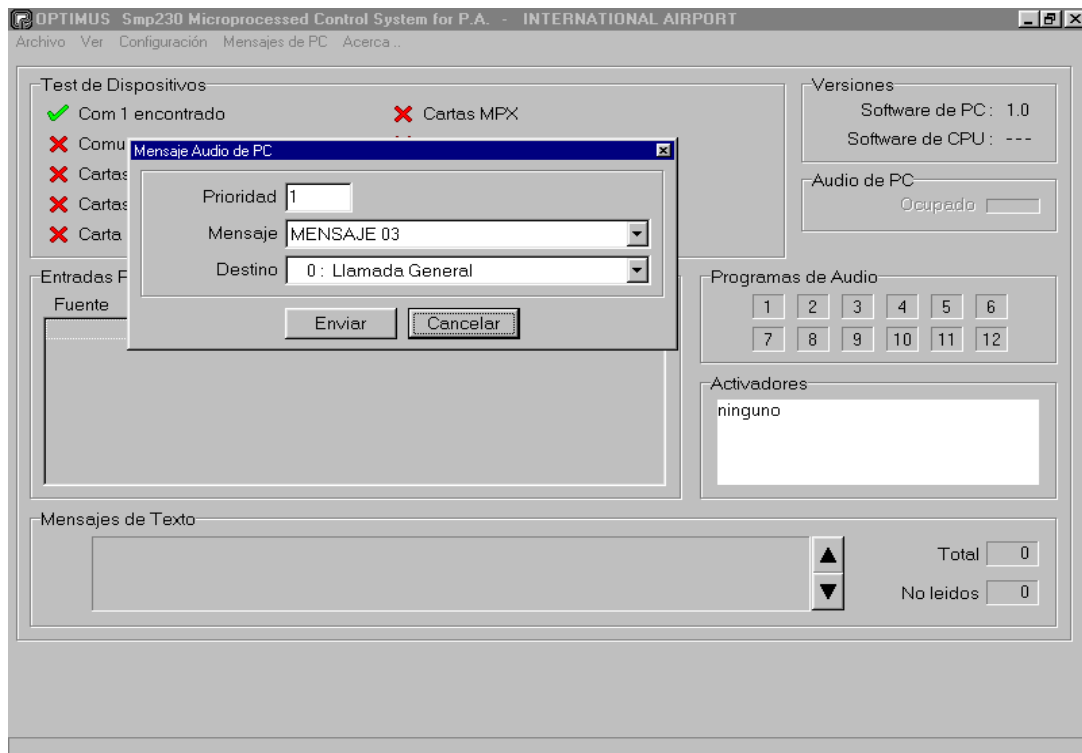 OPTIMUS Smp230 Microprocessed Control System for P.A. - INTERNATIONAL AIRPORT
Archivo Ver Configuración Mensajes de PC Acerca ..
Test de Dispositivos
Com 1 encontrado
Cartas MPX
Comu
Cartas
Cartas
Carta
Versiones
Software de PC : 1.0
Software de CPU : ---
Audio de PC
Ocupado
Mensaje Audio de PC
Prioridad 1
Mensaje MENSAJE 03
Destino 0 : Llamada General
Enviar Cancelar
Entradas F
Fuente
Programas de Audio
1 2 3 4 5 6
7 8 9 10 11 12
Activadores
ninguno
Mensajes de Texto
Total 0
No leidos 0